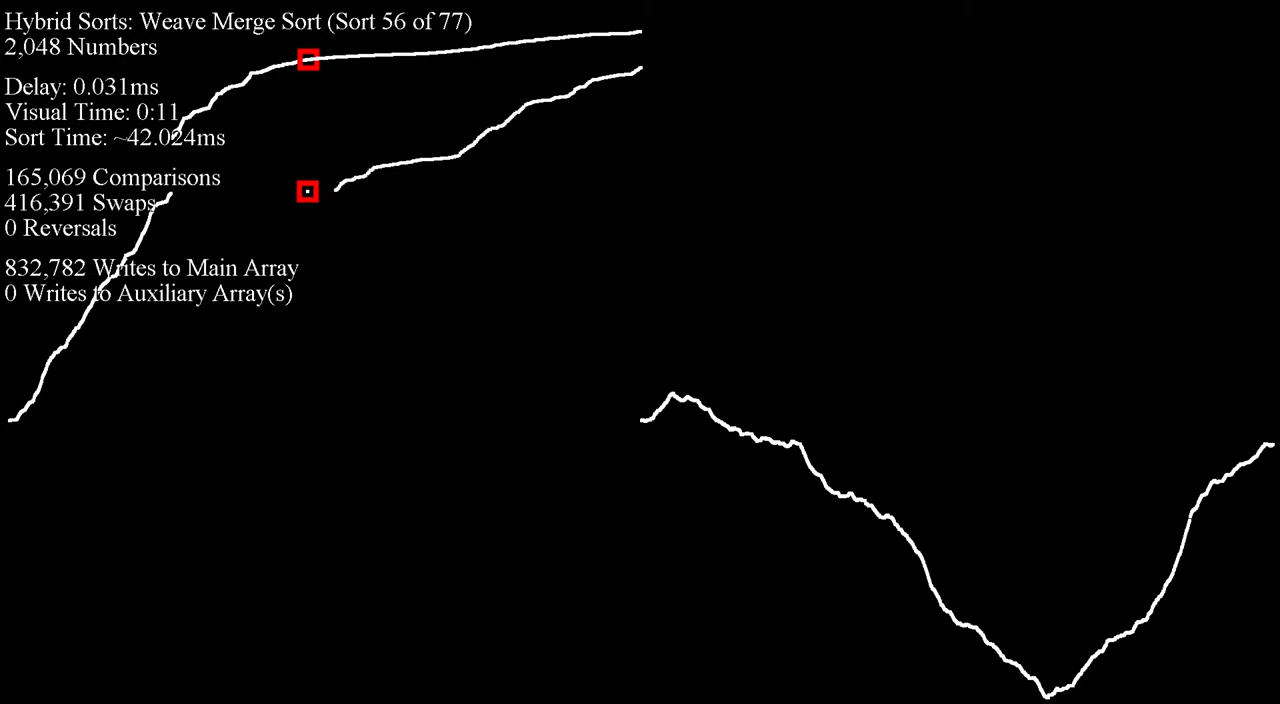 Hybrid Sorts: Weave Merge Sort (Sort 56 of 77)
2,048 Numbers
Delay: 0.031ms
Visual Time: 0:11
Sort Time: ~42.024ms
165,069 Comparisons
416,391 Swaps
0 Reversals
832,782 Writes to Main Array
0 Writes to Auxiliary Array(s)